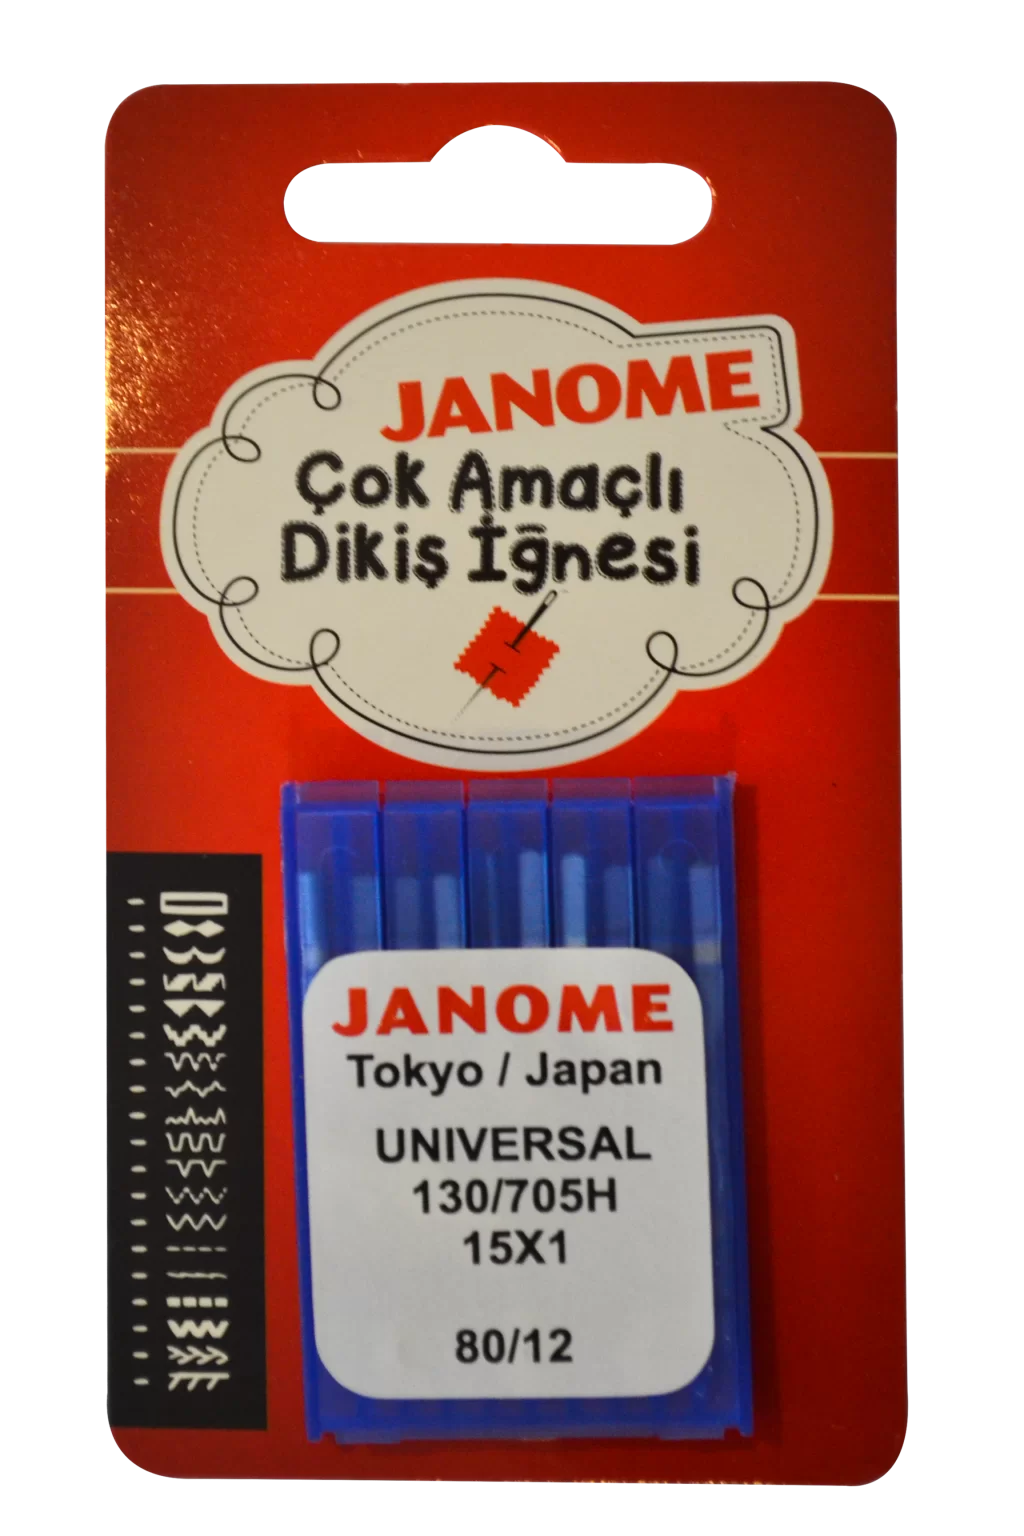 JANOME
Çok Amaçlı
Dikiş İğnesi
JANOME
Tokyo / Japan
UNIVERSAL
130/705H
15X1
80/12